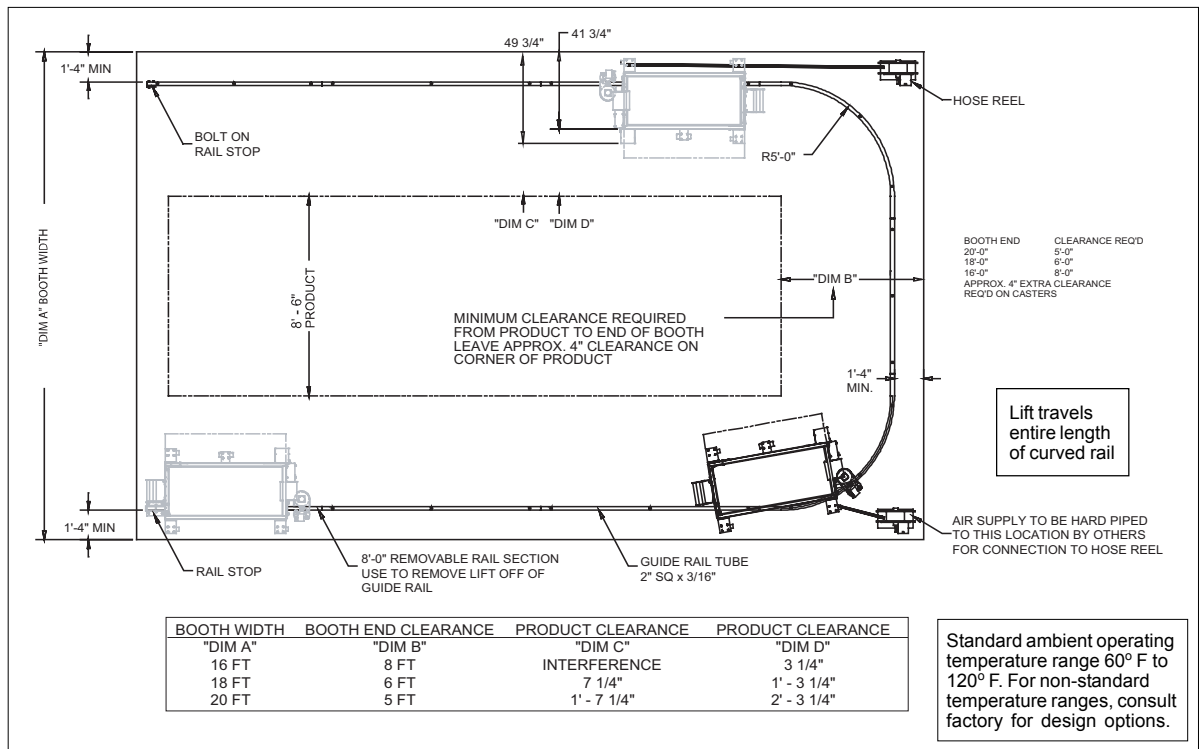 49 3/4"
41 3/4"
1'-4" MIN
HOSE REEL
BOLT ON
RAIL STOP
R5'-0"
"DIM C" "DIM D"
BOOTH END CLEARANCE REQ'D
20'-0" 5'-0"
18'-0" 6'-0"
16'-0" 8'-0"
APPROX. 4" EXTRA CLEARANCE
REQ'D ON CASTERS
"DIM A" BOOTH WIDTH
8' - 6"
PRODUCT
"DIM B"
MINIMUM CLEARANCE REQUIRED
FROM PRODUCT TO END OF BOOTH
LEAVE APPROX. 4" CLEARANCE ON
CORNER OF PRODUCT
1'-4"
MIN.
Lift travels
entire length
of curved rail
1'-4" MIN
RAIL STOP
8'-0" REMOVABLE RAIL SECTION
USE TO REMOVE LIFT OFF OF
GUIDE RAIL
GUIDE RAIL TUBE
2" SQ x 3/16"
AIR SUPPLY TO BE HARD PIPED
TO THIS LOCATION BY OTHERS
FOR CONNECTION TO HOSE REEL
BOOTH WIDTH BOOTH END CLEARANCE PRODUCT CLEARANCE PRODUCT CLEARANCE
"DIM A" "DIM B" "DIM C" "DIM D"
16 FT 8 FT INTERFERENCE 3 1/4"
18 FT 6 FT 7 1/4" 1' - 3 1/4"
20 FT 5 FT 1' - 7 1/4" 2' - 3 1/4"
Standard ambient operating
temperature range 60º F to
120º F. For non-standard
temperature ranges, consult
factory for design options.